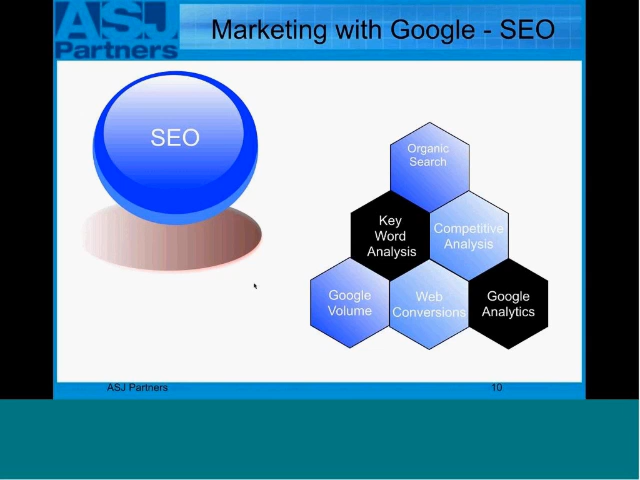 ASJ
Partners
Marketing with Google - SEO
SEO
Organic
Search
Key
Word
Analysis
Competitive
Analysis
Google
Volume
Web
Conversions
Google
Analytics
ASJ Partners
10